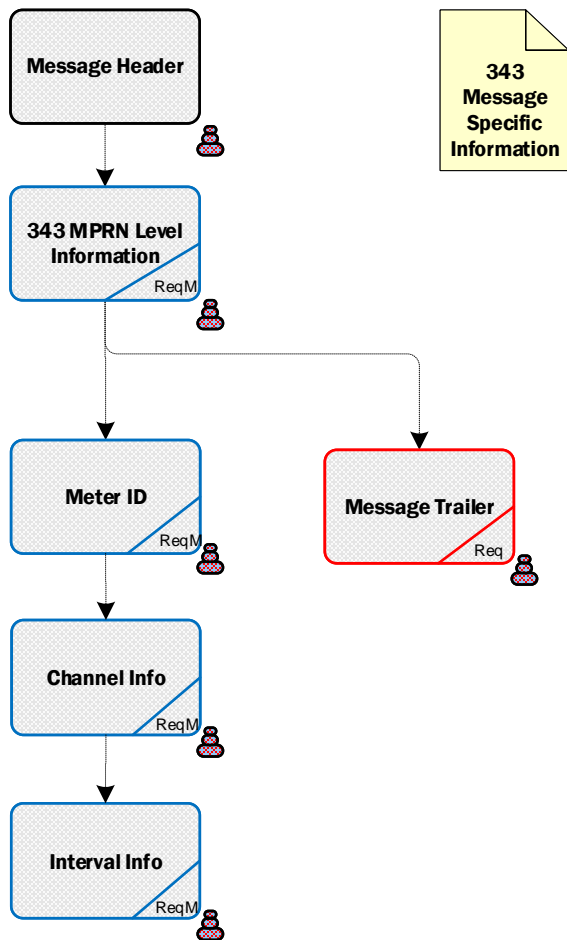 Message Header
343
Message
Specific
Information
343 MPRN Level
Information
ReqM
Meter ID
ReqM
Message Trailer
Req
Channel Info
ReqM
Interval Info
ReqM